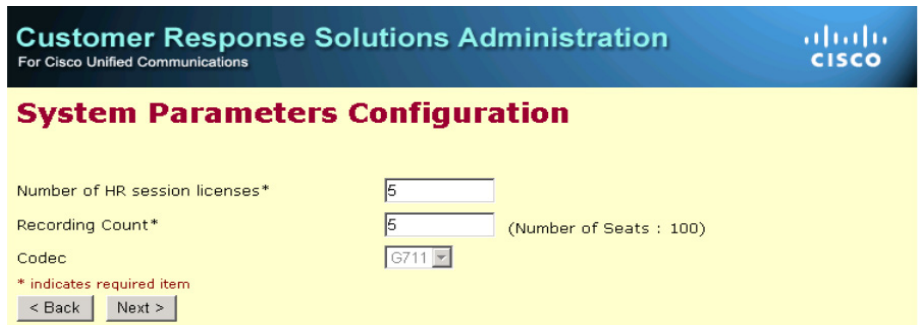 Customer Response Solutions Administration
For Cisco Unified Communications
CISCO
System Parameters Configuration
Number of HR session licenses* 5
Recording Count* 5 (Number of Seats : 100)
Codec G711
* indicates required item
< Back Next >